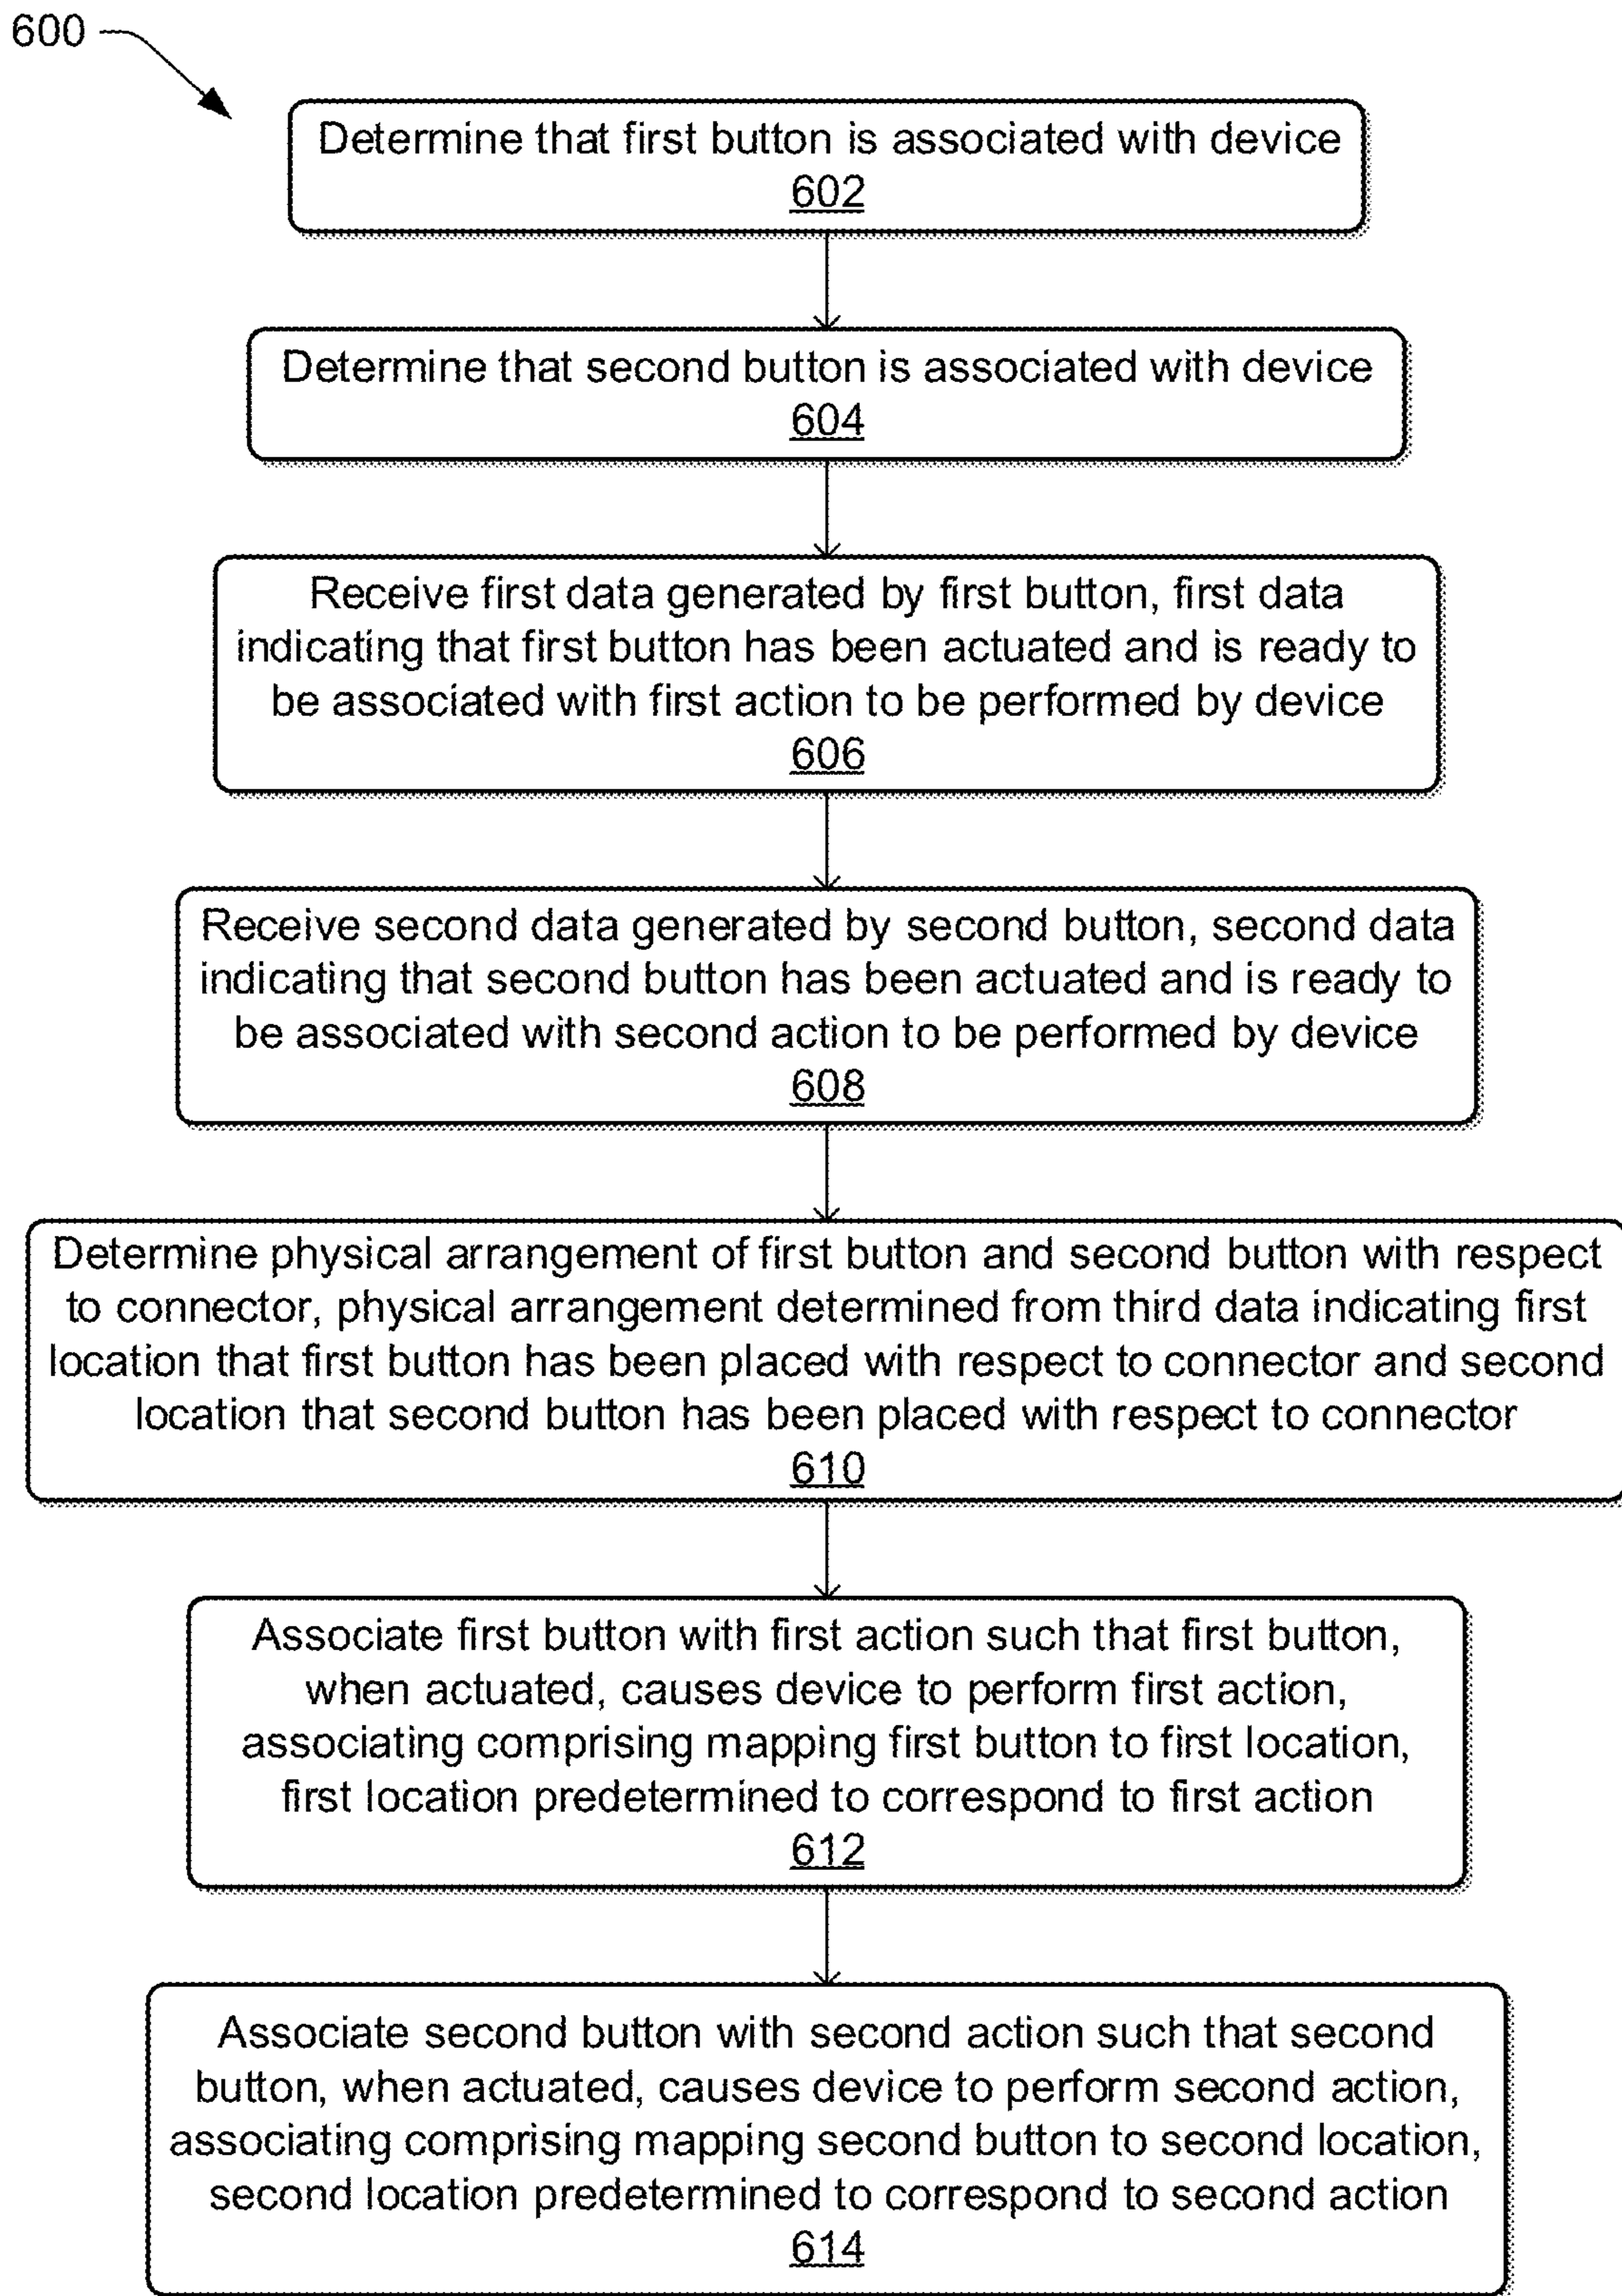 600
Determine that first button is associated with device
602
Determine that second button is associated with device
604
Receive first data generated by first button, first data
indicating that first button has been actuated and is ready to
be associated with first action to be performed by device
606
Receive second data generated by second button, second data
indicating that second button has been actuated and is ready to
be associated with second action to be performed by device
608
Determine physical arrangement of first button and second button with respect
to connector, physical arrangement determined from third data indicating first
location that first button has been placed with respect to connector and second
location that second button has been placed with respect to connector
610
Associate first button with first action such that first button,
when actuated, causes device to perform first action,
associating comprising mapping first button to first location,
first location predetermined to correspond to first action
612
Associate second button with second action such that second
button, when actuated, causes device to perform second action,
associating comprising mapping second button to second location,
second location predetermined to correspond to second action
614